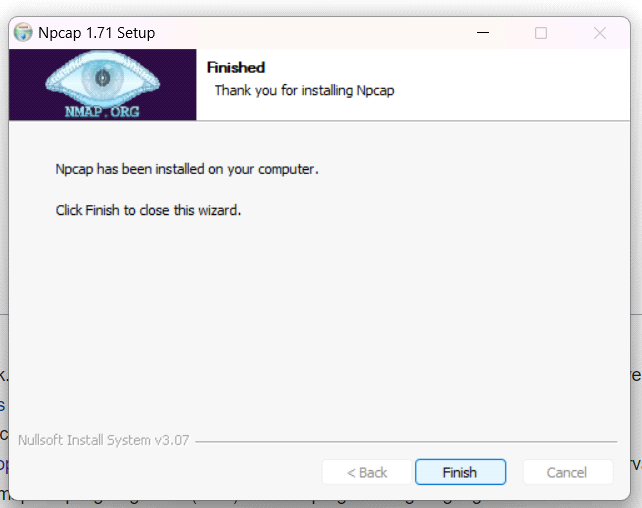 Npcap 1.71 Setup
Finished
Thank you for installing Npcap
NMAP.ORG
Npcap has been installed on your computer.
Click Finish to close this wizard.
Nullsoft Install System v3.07
< Back
Finish
Cancel